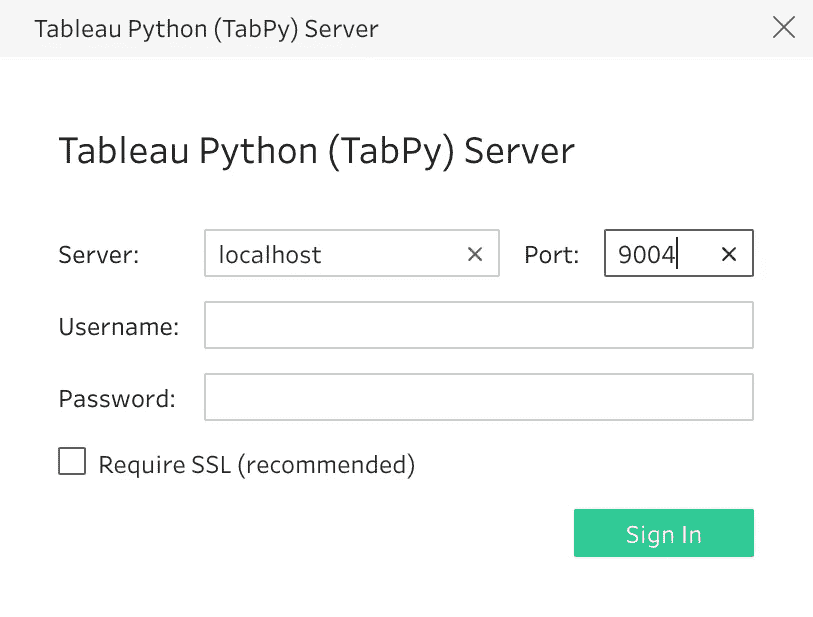 Tableau Python (TabPy) Server
Tableau Python (TabPy) Server
Server: localhost Port: 9004
Username:
Password:
Require SSL (recommended)
Sign In